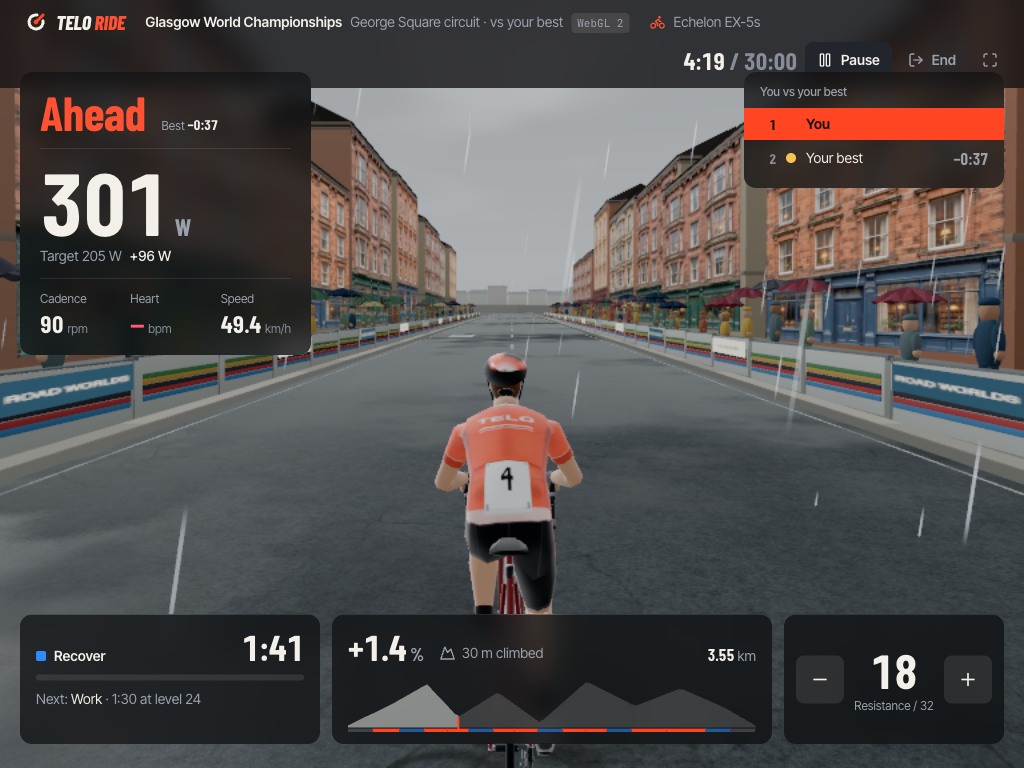 TELO RIDE Glasgow World Championships George Square circuit · vs your best WebGL 2 Echelon EX-5s
4:19 / 30:00 Pause End
Ahead Best −0:37
301 W
Target 205 W +96 W
Cadence Heart Speed
90 rpm — bpm 49.4 km/h
You vs your best
1 You
2 Your best −0:37
ROAD WORLDS
ROAD WORLDS
TELO
4
Recover 1:41
Next: Work · 1:30 at level 24
+1.4 % 30 m climbed 3.55 km
− 18 +
Resistance / 32